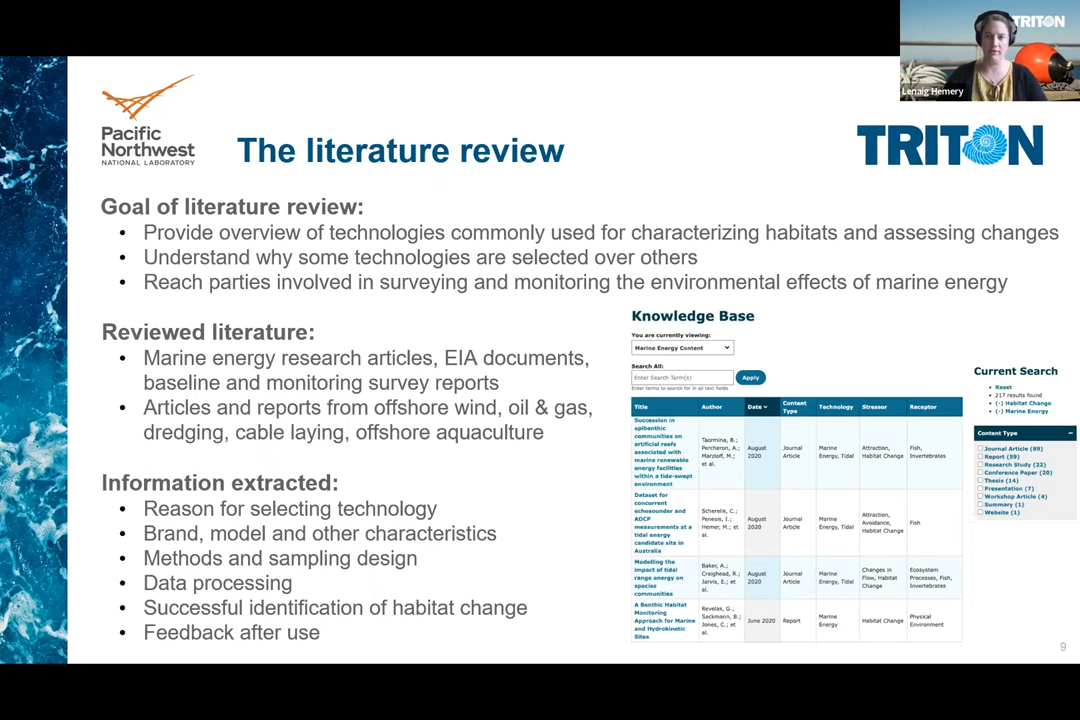 TRITON
Lenaig Hemery
Pacific
Northwest
NATIONAL LABORATORY
The literature review
TRITON
Goal of literature review:
• Provide overview of technologies commonly used for characterizing habitats and assessing changes
• Understand why some technologies are selected over others
• Reach parties involved in surveying and monitoring the environmental effects of marine energy
Reviewed literature:
• Marine energy research articles, EIA documents,
baseline and monitoring survey reports
• Articles and reports from offshore wind, oil & gas,
dredging, cable laying, offshore aquaculture
Information extracted:
• Reason for selecting technology
• Brand, model and other characteristics
• Methods and sampling design
• Data processing
• Successful identification of habitat change
• Feedback after use
Knowledge Base
You are currently viewing:
Marine Energy Content
Search All:
Enter Search Term(s)
Apply
Enter terms to search for in all text fields
Title Author Date Content Type Technology Stressor Receptor
Succession in
epibenthic
communities on
artificial reefs
associated with
marine renewable
energy facilities
within a tide-swept
environment
Taormina, B.;
Percheron, A.;
Marzloff, M.;
et al.
August
2020
Journal
Article
Marine
Energy, Tidal
Attraction,
Habitat Change
Fish,
Invertebrates
Dataset for
concurrent
echosounder and
ADCP
measurements at a
tidal energy
candidate site in
Australia
Scherelis, C.;
Penesis, I.;
Hemer, M.; et
al.
August
2020
Journal
Article
Marine
Energy, Tidal
Attraction,
Avoidance,
Habitat Change
Fish
Modelling the
impact of tidal
range energy on
species
communities
Baker, A.;
Craighead, R.;
Jarvis, E.; et
al.
August
2020
Journal
Article
Marine
Energy, Tidal
Changes in
Flow, Habitat
Change
Ecosystem
Processes, Fish,
Invertebrates
A Benthic Habitat
Monitoring
Approach for Marine
and Hydrokinetic
Sites
Revelas, G.;
Sackmann, B.;
Jones, C.; et
al.
June 2020
Report
Marine
Energy
Habitat Change
Physical
Environment
Current Search
• Reset
• 217 results found
• (-) Habitat Change
• (-) Marine Energy
Content Type −
Journal Article (89)
Report (59)
Research Study (22)
Conference Paper (20)
Thesis (14)
Presentation (7)
Workshop Article (4)
Summary (1)
Website (1)
9